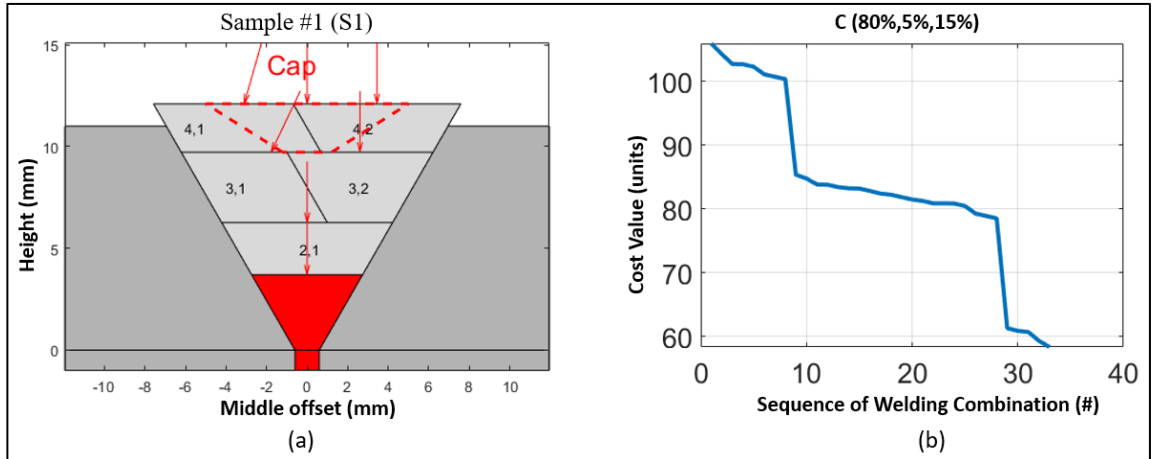 Sample #1 (S1)
15
10
5
0
Height (mm)
Cap
4,1
4,2
3,1
3,2
2,1
-10 -8 -6 -4 -2 0 2 4 6 8 10
Middle offset (mm)
(a)
C (80%,5%,15%)
100
90
80
70
60
Cost Value (units)
0 10 20 30 40
Sequence of Welding Combination (#)
(b)